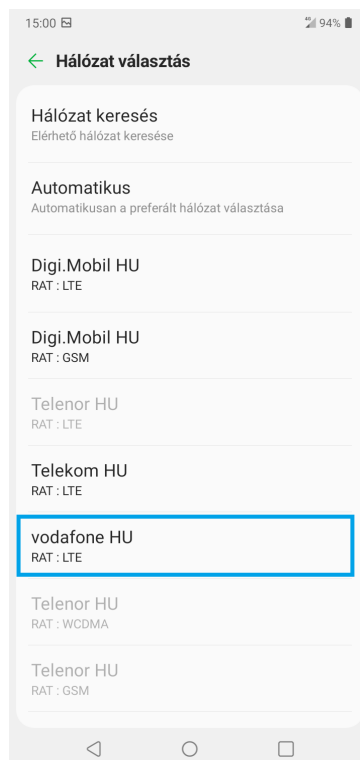 15:00 94%
Hálózat választás
Hálózat keresés
Elérhető hálózat keresése
Automatikus
Automatikusan a preferált hálózat választása
Digi.Mobil HU
RAT : LTE
Digi.Mobil HU
RAT : GSM
Telenor HU
RAT : LTE
Telekom HU
RAT : LTE
vodafone HU
RAT : LTE
Telenor HU
RAT : WCDMA
Telenor HU
RAT : GSM